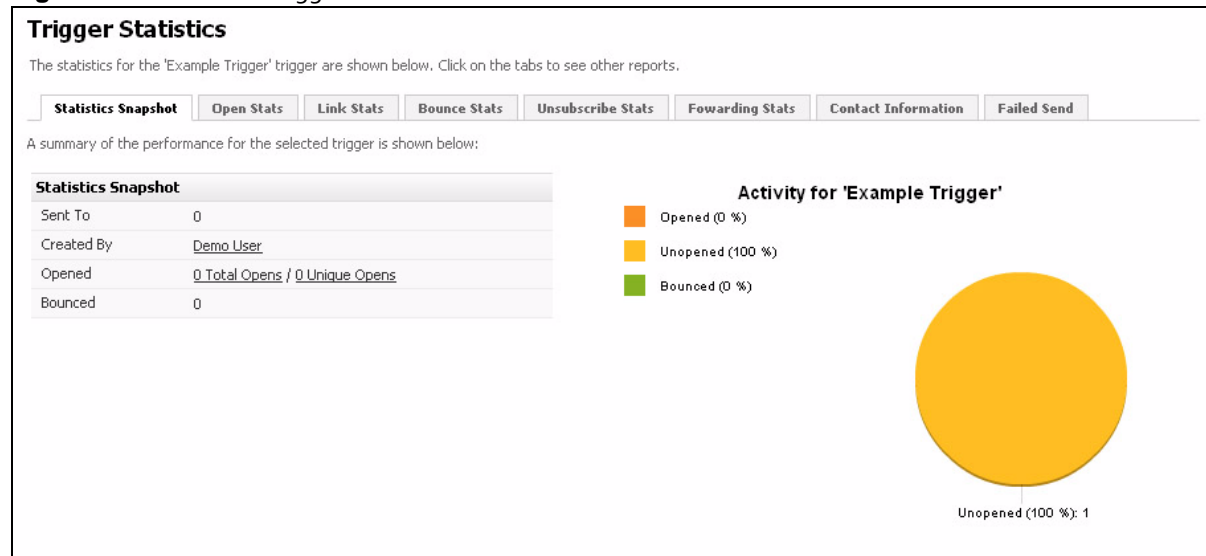 Trigger Statistics
The statistics for the 'Example Trigger' trigger are shown below. Click on the tabs to see other reports.
Statistics Snapshot Open Stats Link Stats Bounce Stats Unsubscribe Stats Fowarding Stats Contact Information Failed Send
A summary of the performance for the selected trigger is shown below:
Statistics Snapshot
Sent To 0
Created By Demo User
Opened 0 Total Opens / 0 Unique Opens
Bounced 0
Activity for 'Example Trigger'
Opened (0 %)
Unopened (100 %)
Bounced (0 %)
Unopened (100 %): 1